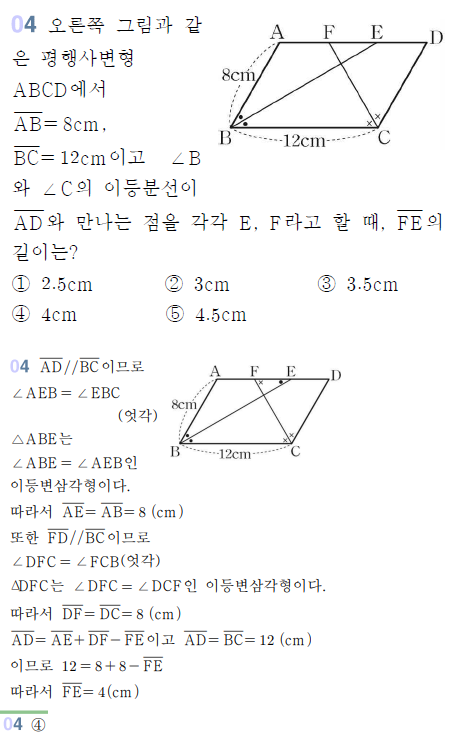 04 오른쪽 그림과 같
은 평행사변형
ABCD에서
AB=8cm,
BC=12cm이고 ∠B
와 ∠C의 이등분선이
AD와 만나는 점을 각각 E, F라고 할 때, FE의
길이는?
A F E D
8cm
B 12cm C
① 2.5cm ② 3cm ③ 3.5cm
④ 4cm ⑤ 4.5cm
04 AD//BC이므로
∠AEB=∠EBC
(엇각)
△ABE는
∠ABE=∠AEB인
이등변삼각형이다.
A F E D
8cm
B 12cm C
따라서 AE=AB=8(cm)
또한 FD//BC이므로
∠DFC=∠FCB(엇각)
△DFC는 ∠DFC=∠DCF인 이등변삼각형이다.
따라서 DF=DC=8(cm)
AD=AE+DF-FE이고 AD=BC=12(cm)
이므로 12=8+8-FE
따라서 FE=4(cm)
04 ④